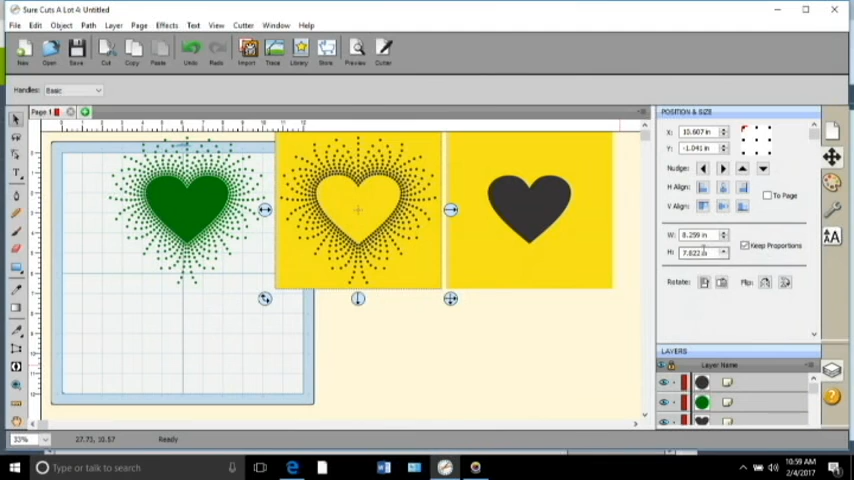 Sure Cuts A Lot 4: Untitled
File Edit Object Path Layer Page Effects Text View Cutter Window Help
New Open Save Cut Copy Paste Undo Redo Import Trace Library Store Preview Cutter
Handles: Basic
Page 1
POSITION & SIZE
X: 10.607 in
Y: -1.041 in
Nudge:
H Align:
To Page
V Align:
W: 8.259 in
Keep Proportions
H: 7.822 in
Rotate: Flip:
LAYERS
Layer Name
33% 27.73, 10.57 Ready
Type or talk to search
10:59 AM
2/4/2017